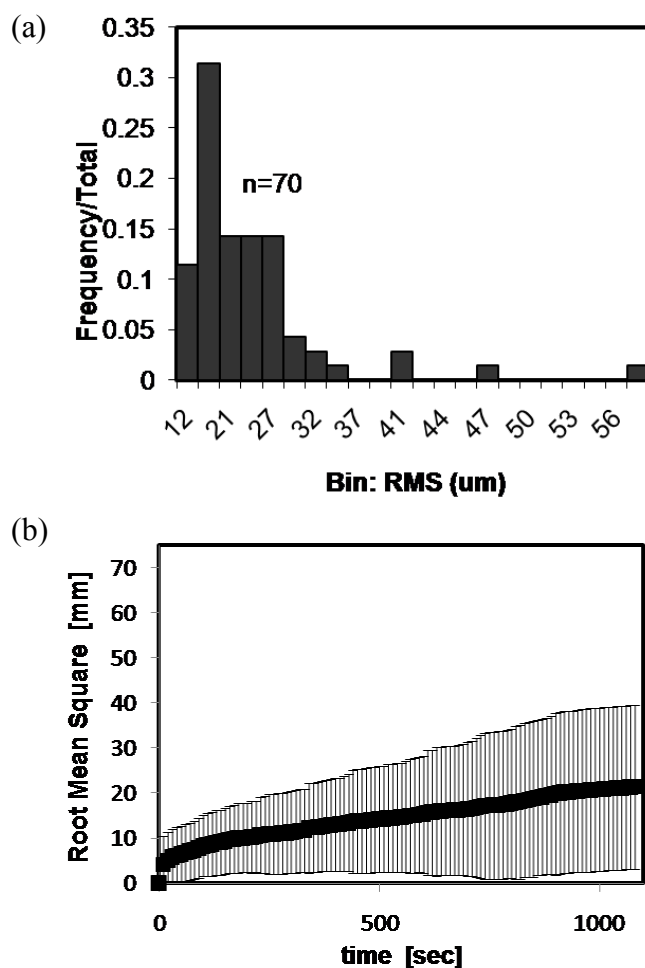 (a)
0.35
0.3
0.25
0.2
0.15
0.1
0.05
0
Frequency/Total
n=70
12 21 27 32 37 41 44 47 50 53 56
Bin: RMS (um)
(b)
70
60
50
40
30
20
10
0
Root Mean Square [mm]
0 500 1000
time [sec]